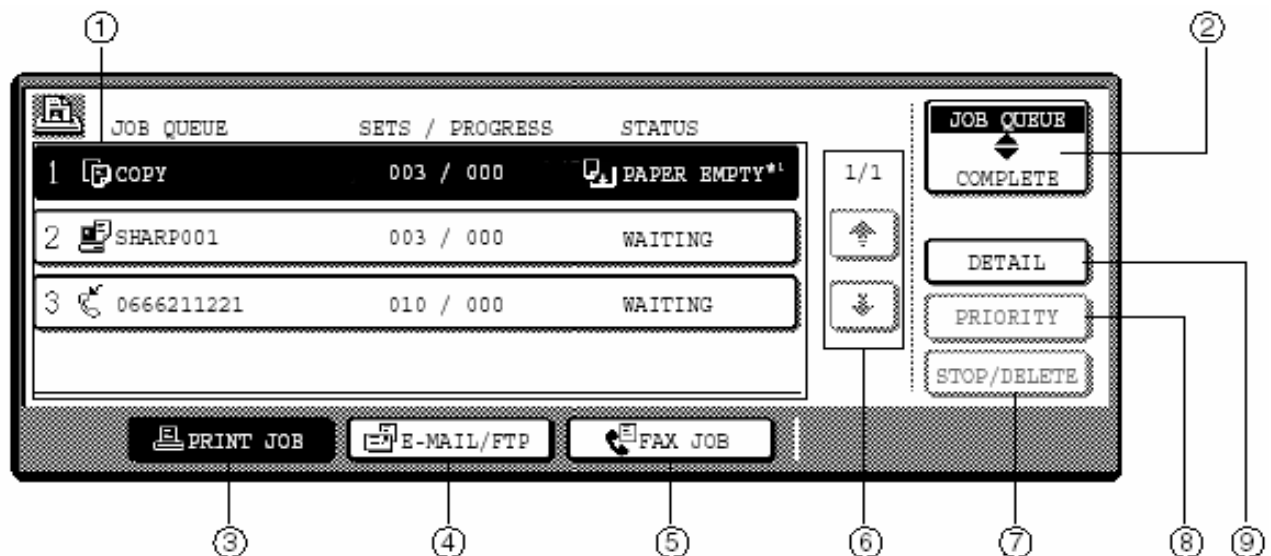 ① ②
JOB QUEUE SETS / PROGRESS STATUS
JOB QUEUE
COMPLETE
1 COPY 003 / 000 PAPER EMPTY*1
1/1
2 SHARP001 003 / 000 WAITING
DETAIL
3 0666211221 010 / 000 WAITING
PRIORITY
STOP/DELETE
PRINT JOB E-MAIL/FTP FAX JOB
③ ④ ⑤ ⑥ ⑦ ⑧ ⑨